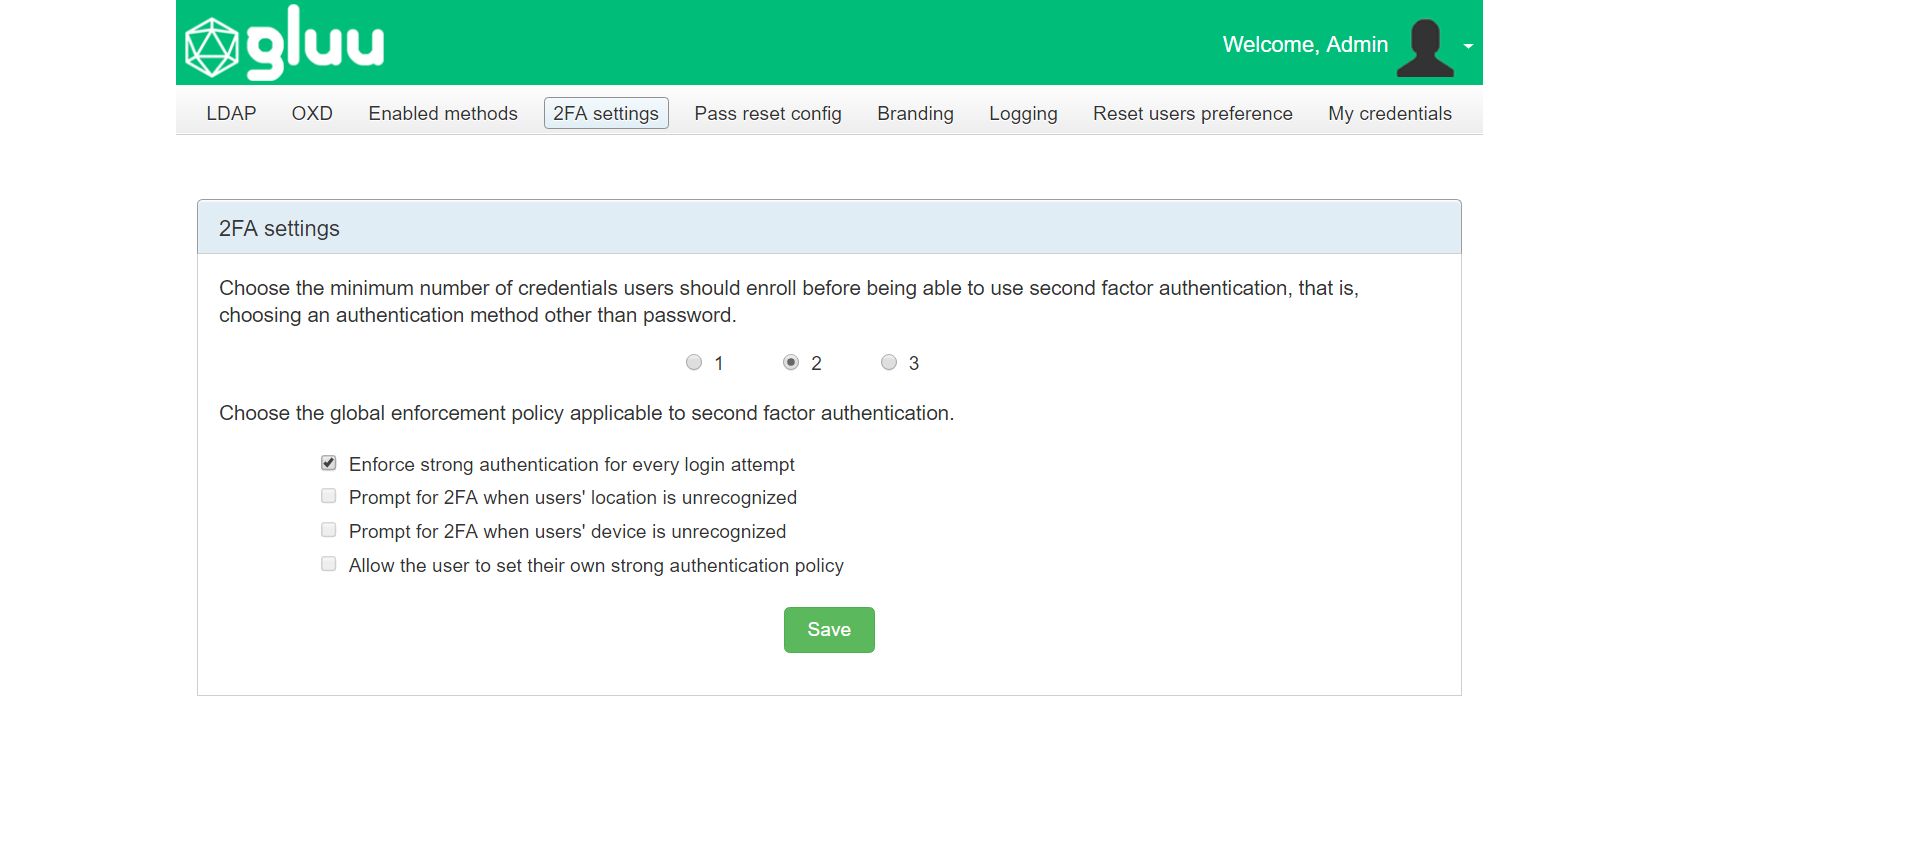 gluu
Welcome, Admin
LDAP OXD Enabled methods 2FA settings Pass reset config Branding Logging Reset users preference My credentials
2FA settings
Choose the minimum number of credentials users should enroll before being able to use second factor authentication, that is,
choosing an authentication method other than password.
1 2 3
Choose the global enforcement policy applicable to second factor authentication.
Enforce strong authentication for every login attempt
Prompt for 2FA when users' location is unrecognized
Prompt for 2FA when users' device is unrecognized
Allow the user to set their own strong authentication policy
Save